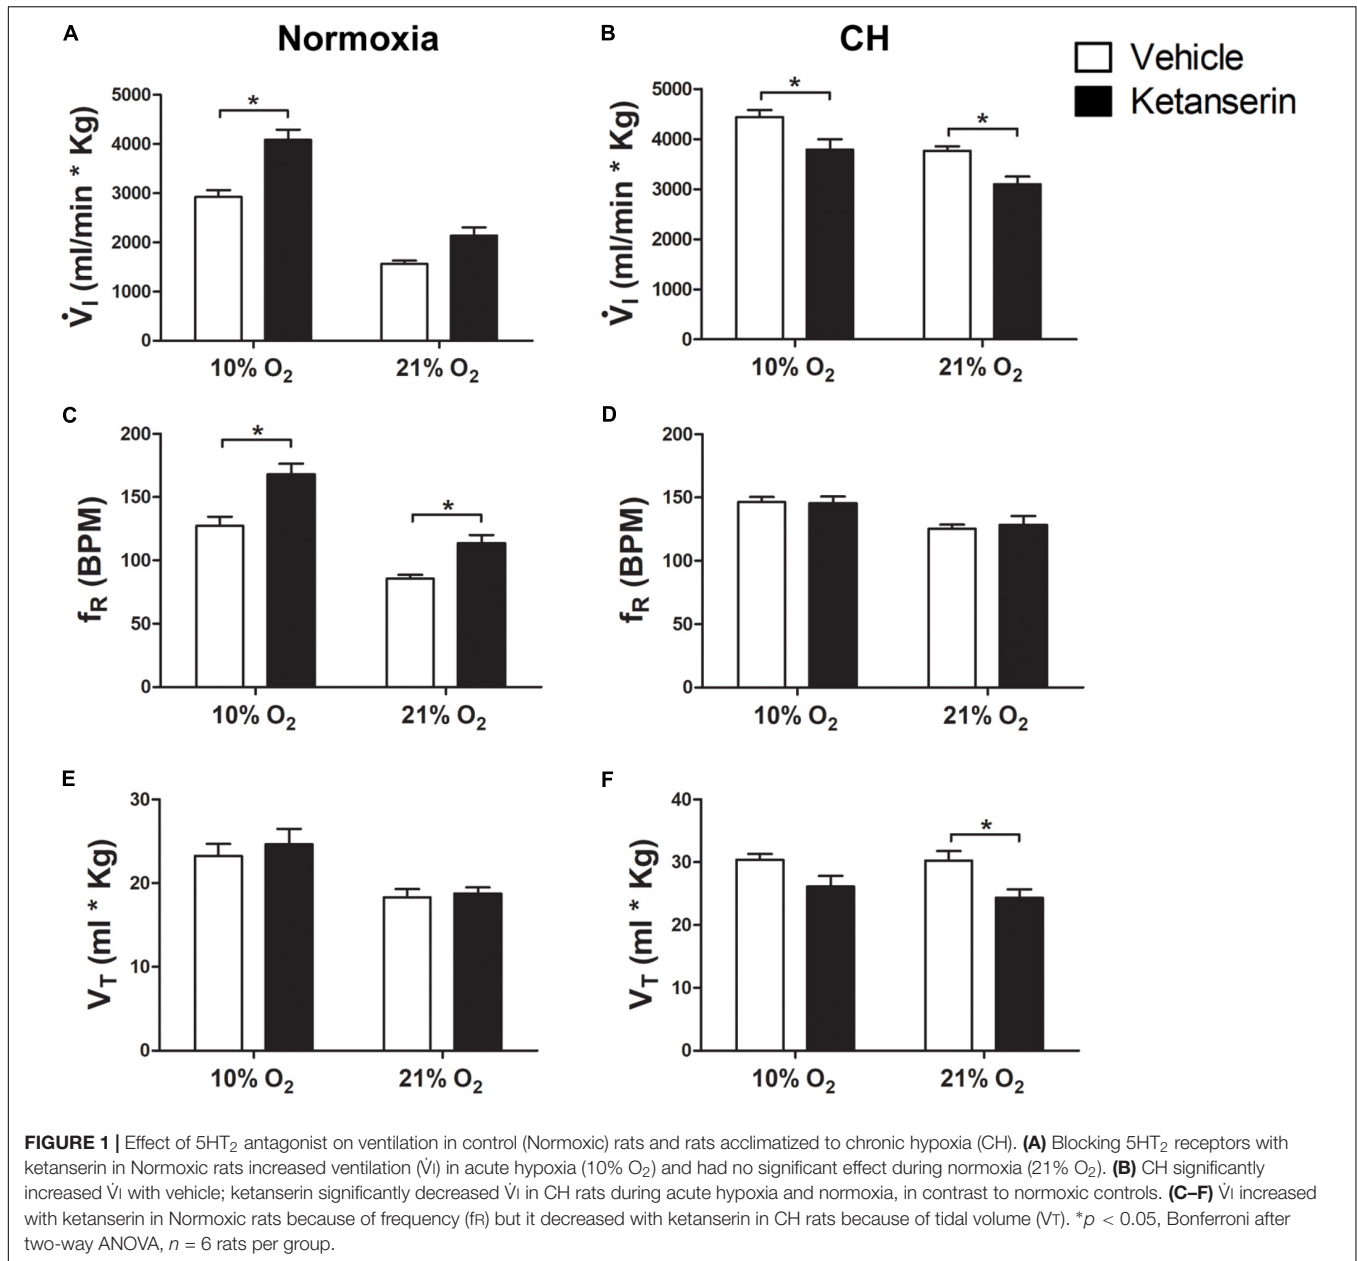 A
Normoxia
B
CH
Vehicle
Ketanserin
V̇I (ml/min * Kg)
5000
4000
3000
2000
1000
0
*
10% O2
21% O2
V̇I (ml/min * Kg)
5000
4000
3000
2000
1000
0
*
*
10% O2
21% O2
C
fR (BPM)
200
150
100
50
0
*
*
10% O2
21% O2
D
fR (BPM)
200
150
100
50
0
10% O2
21% O2
E
VT (ml * Kg)
30
20
10
0
10% O2
21% O2
F
VT (ml * Kg)
40
30
20
10
0
*
10% O2
21% O2
FIGURE 1 | Effect of 5HT2 antagonist on ventilation in control (Normoxic) rats and rats acclimatized to chronic hypoxia (CH). (A) Blocking 5HT2 receptors with
ketanserin in Normoxic rats increased ventilation (V̇I) in acute hypoxia (10% O2) and had no significant effect during normoxia (21% O2). (B) CH significantly
increased V̇I with vehicle; ketanserin significantly decreased V̇I in CH rats during acute hypoxia and normoxia, in contrast to normoxic controls. (C–F) V̇I increased
with ketanserin in Normoxic rats because of frequency (fR) but it decreased with ketanserin in CH rats because of tidal volume (VT). *p < 0.05, Bonferroni after
two-way ANOVA, n = 6 rats per group.